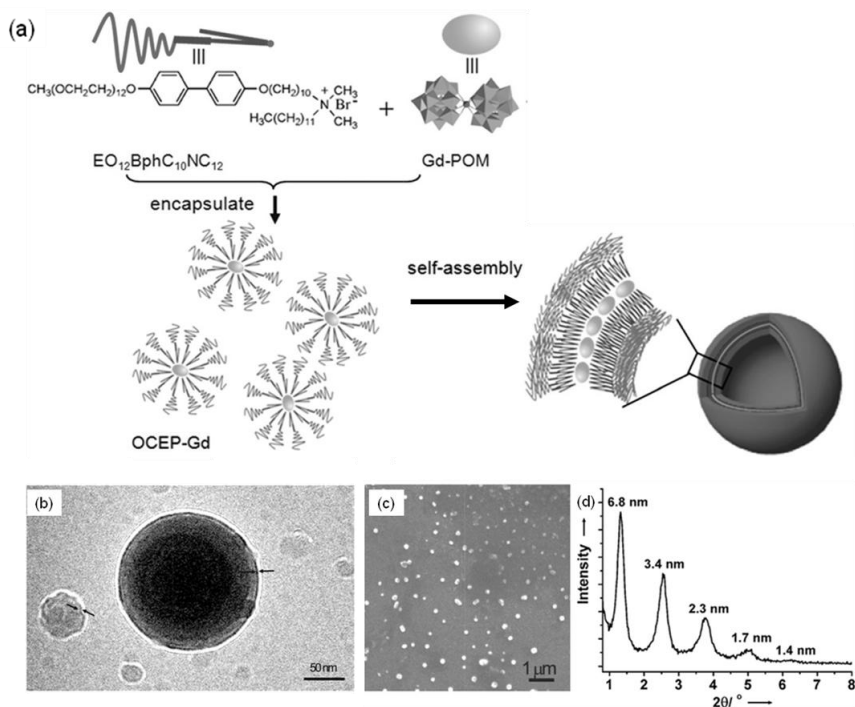 (a)
CH₃(OCH₂CH₂)₁₂O
O(CH₂)₁₀
+
N
CH₃
Br⁻
H₃C(CH₂)₁₁
CH₃
+
EO₁₂BphC₁₀NC₁₂
Gd-POM
encapsulate
self-assembly
OCEP-Gd
(b)
50nm
(c)
1μm
(d)
6.8 nm
3.4 nm
2.3 nm
1.7 nm
1.4 nm
Intensity
1 2 3 4 5 6 7 8
2θ/ °